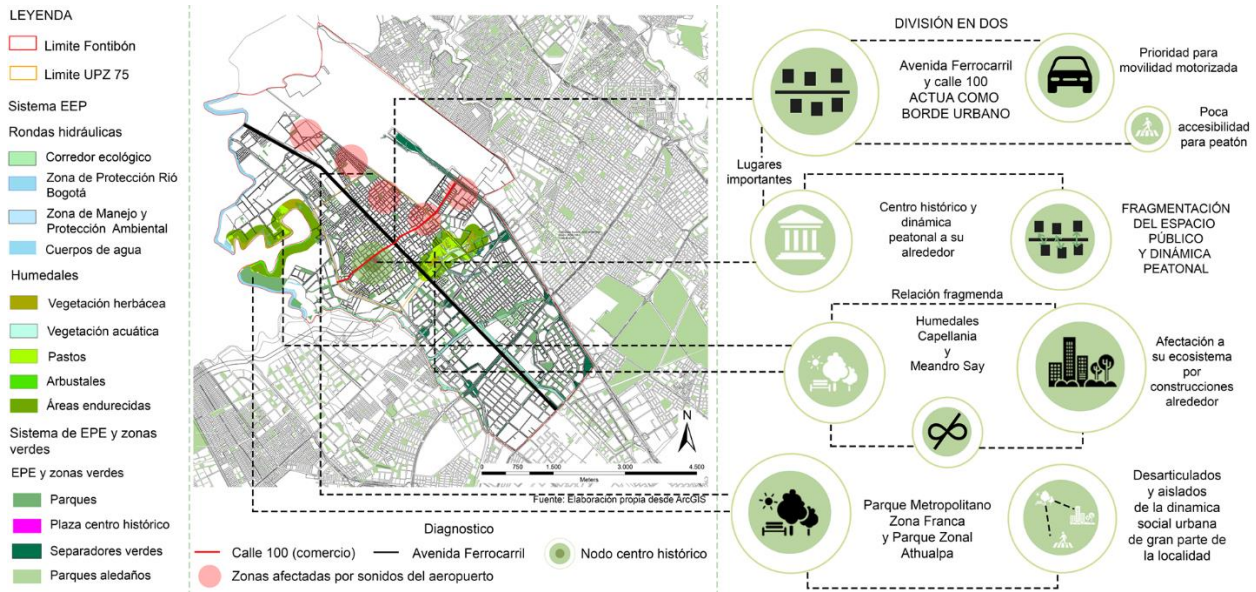 LEYENDA
Limite Fontibón
Limite UPZ 75
Sistema EEP
Rondas hidráulicas
Corredor ecológico
Zona de Protección Rió
Bogotá
Zona de Manejo y
Protección Ambiental
Cuerpos de agua
Humedales
Vegetación herbácea
Vegetación acuática
Pastos
Arbustales
Áreas endurecidas
Sistema de EPE y zonas
verdes
EPE y zonas verdes
Parques
Plaza centro histórico
Separadores verdes
Parques aledaños
N
0 750 1.500 3.000 4.500
Meters
Fuente: Elaboración propia desde ArcGIS
Diagnostico
Calle 100 (comercio)
Avenida Ferrocarril
Nodo centro histórico
Zonas afectadas por sonidos del aeropuerto
DIVISIÓN EN DOS
Avenida Ferrocarril
y calle 100
ACTUA COMO
BORDE URBANO
Prioridad para
movilidad motorizada
Poca
accesibilidad
para peatón
Lugares
importantes
Centro histórico y
dinámica
peatonal a su
alrededor
FRAGMENTACIÓN
DEL ESPACIO
PÚBLICO
Y DINÁMICA
PEATONAL
Relación fragmenda
Humedales
Capellania
y
Meandro Say
Afectación a
su ecosistema
por
construcciones
alrededor
Parque Metropolitano
Zona Franca
y Parque Zonal
Athualpa
Desarticulados
y aislados
de la dinamica
social urbana
de gran parte de
la localidad